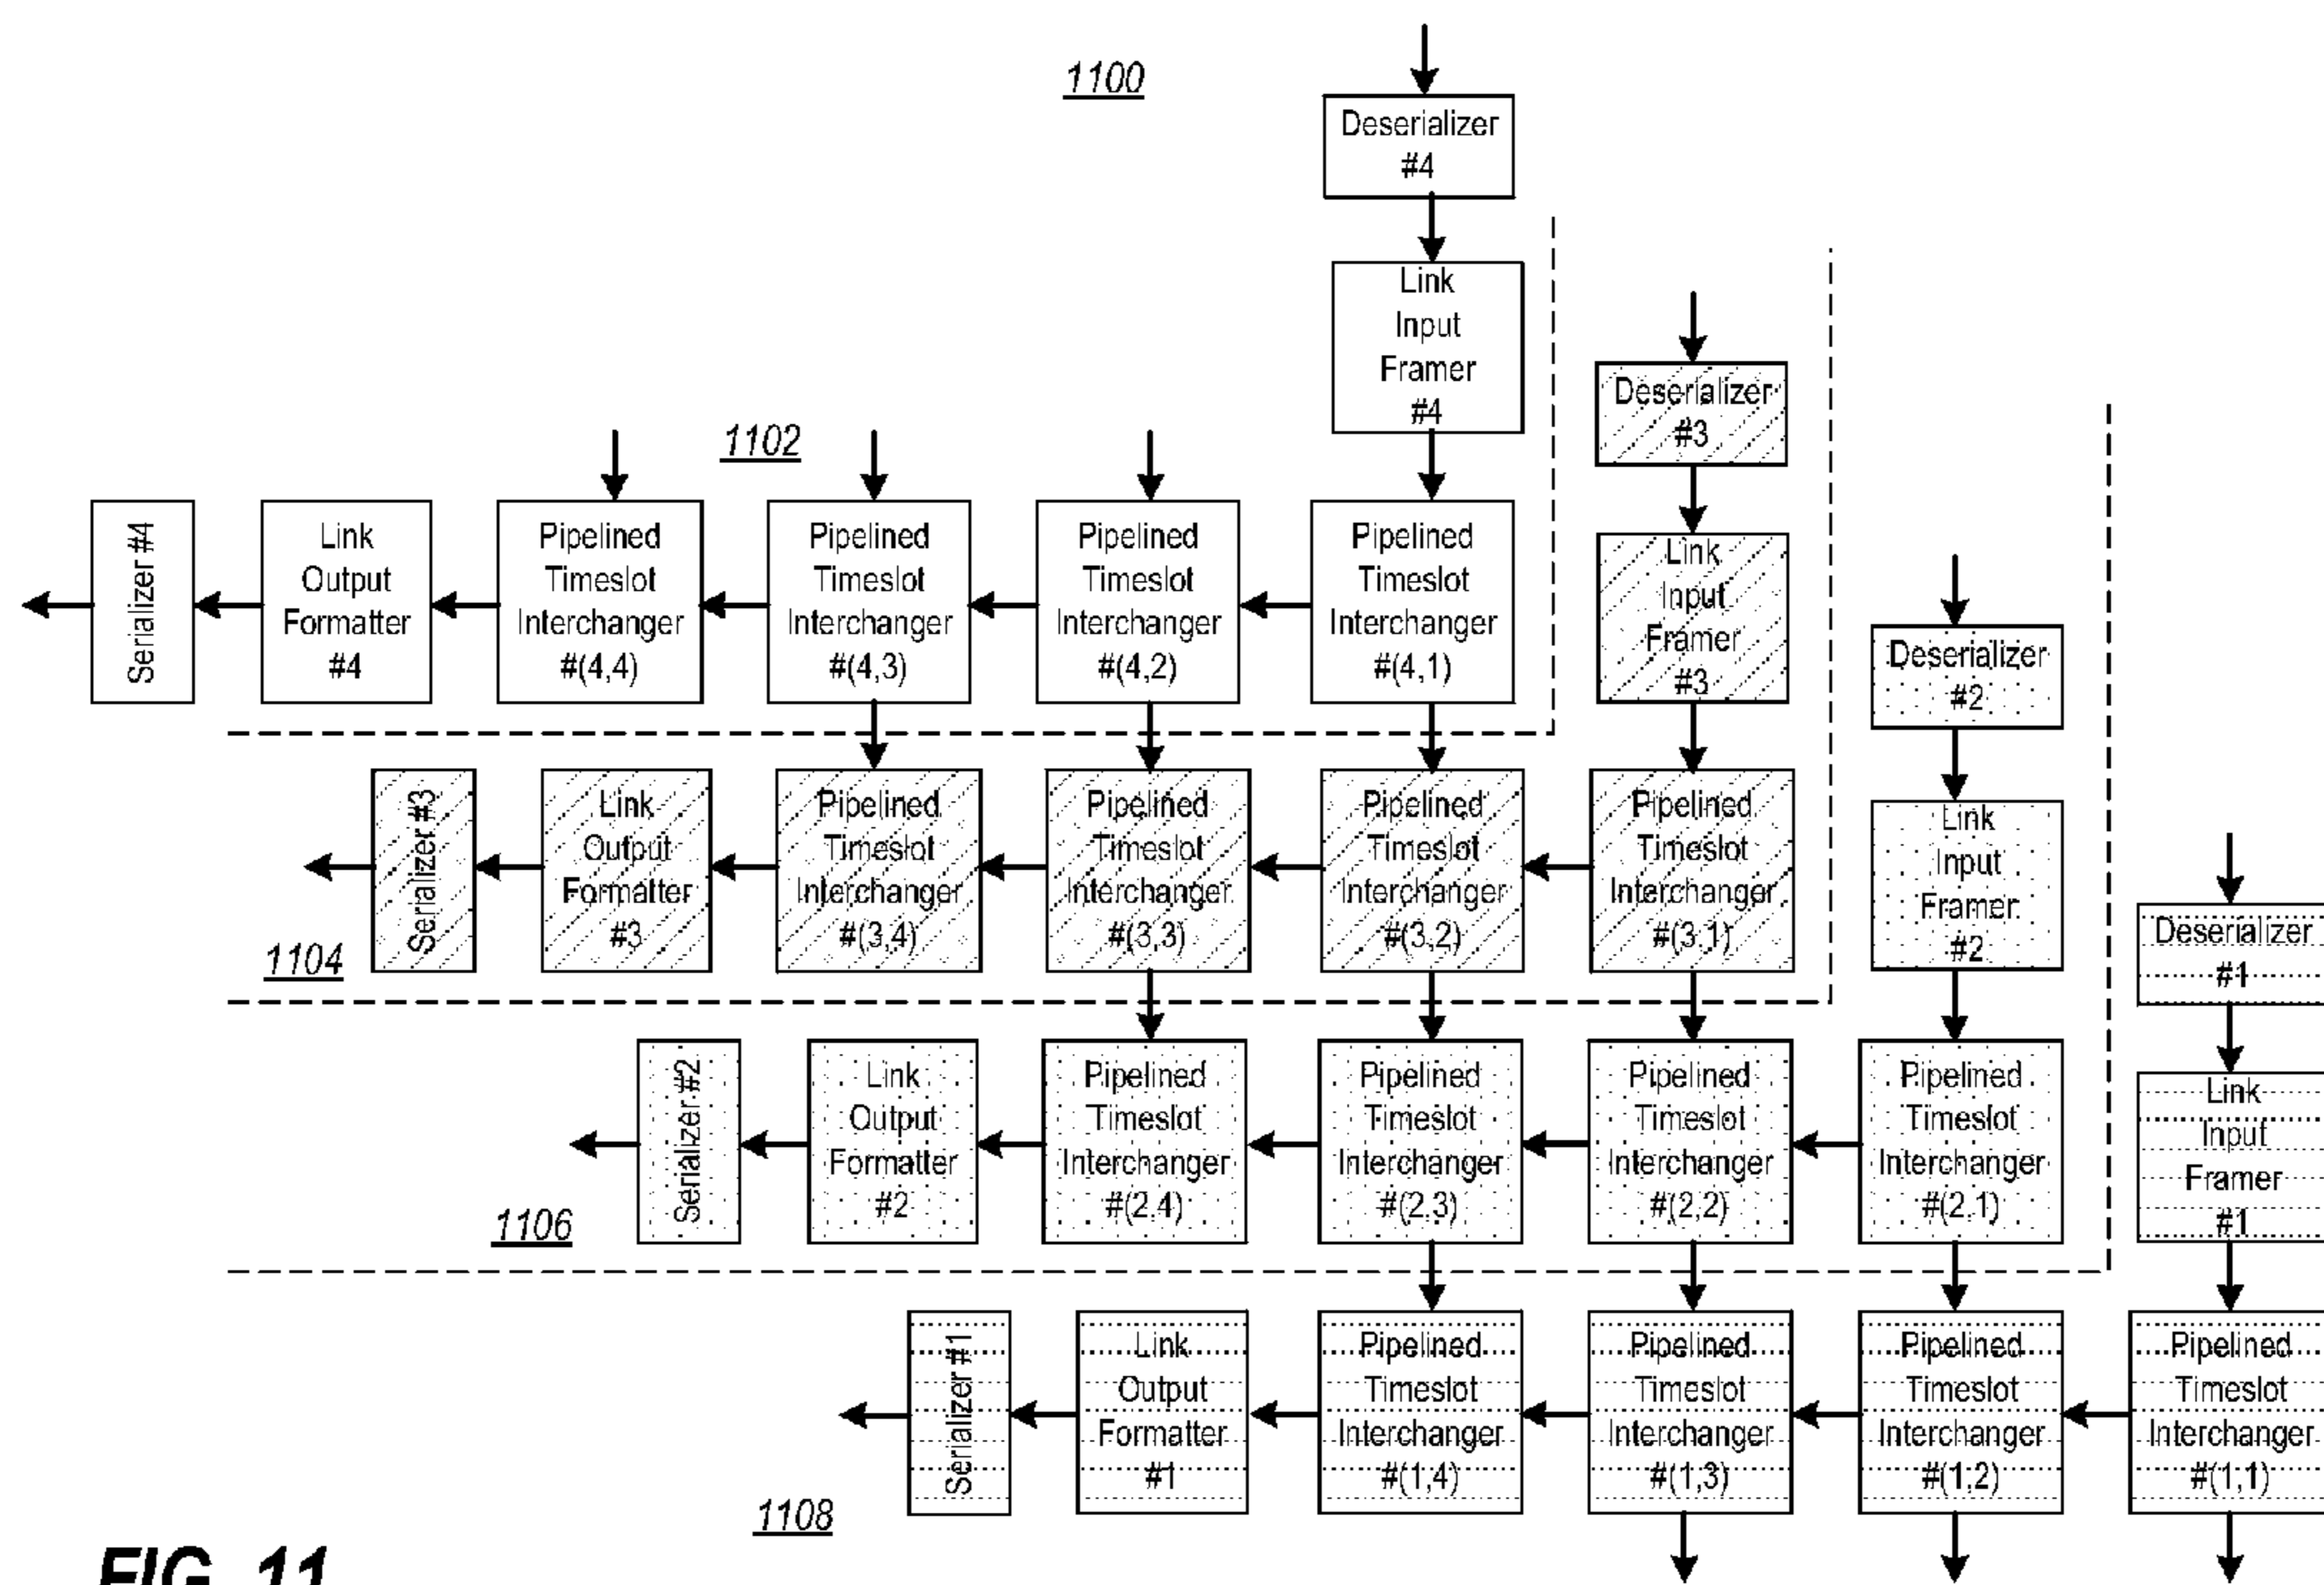 1100
Deserializer
#4
Link
Input
Framer
#4
Deserializer
#3
1102
Serializer #4
Link
Output
Formatter
#4
Pipelined
Timeslot
Interchanger
#(4,4)
Pipelined
Timeslot
Interchanger
#(4,3)
Pipelined
Timeslot
Interchanger
#(4,2)
Pipelined
Timeslot
Interchanger
#(4,1)
Link
Input
Framer
#3
Deserializer
#2
Serializer #3
Link
Output
Formatter
#3
Pipelined
Timeslot
Interchanger
#(3,4)
Pipelined
Timeslot
Interchanger
#(3,3)
Pipelined
Timeslot
Interchanger
#(3,2)
Pipelined
Timeslot
Interchanger
#(3,1)
Link
Input
Framer
#2
1104
Deserializer
#1
Serializer #2
Link
Output
Formatter
#2
Pipelined
Timeslot
Interchanger
#(2,4)
Pipelined
Timeslot
Interchanger
#(2,3)
Pipelined
Timeslot
Interchanger
#(2,2)
Pipelined
Timeslot
Interchanger
#(2,1)
Link
Input
Framer
#1
1106
Serializer #1
Link
Output
Formatter
#1
Pipelined
Timeslot
Interchanger
#(1,4)
Pipelined
Timeslot
Interchanger
#(1,3)
Pipelined
Timeslot
Interchanger
#(1,2)
Pipelined
Timeslot
Interchanger
#(1,1)
1108
FIG. 11